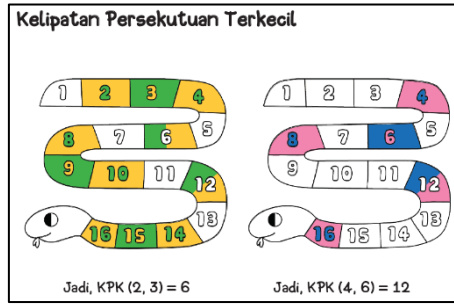 Kelipatan Persekutuan Terkecil
1 2 3 4
8 7 6 5
9 10 11 12
16 15 14 13
Jadi, KPK (2, 3) = 6
1 2 3 4
8 7 6 5
9 10 11 12
16 15 14 13
Jadi, KPK (4, 6) = 12